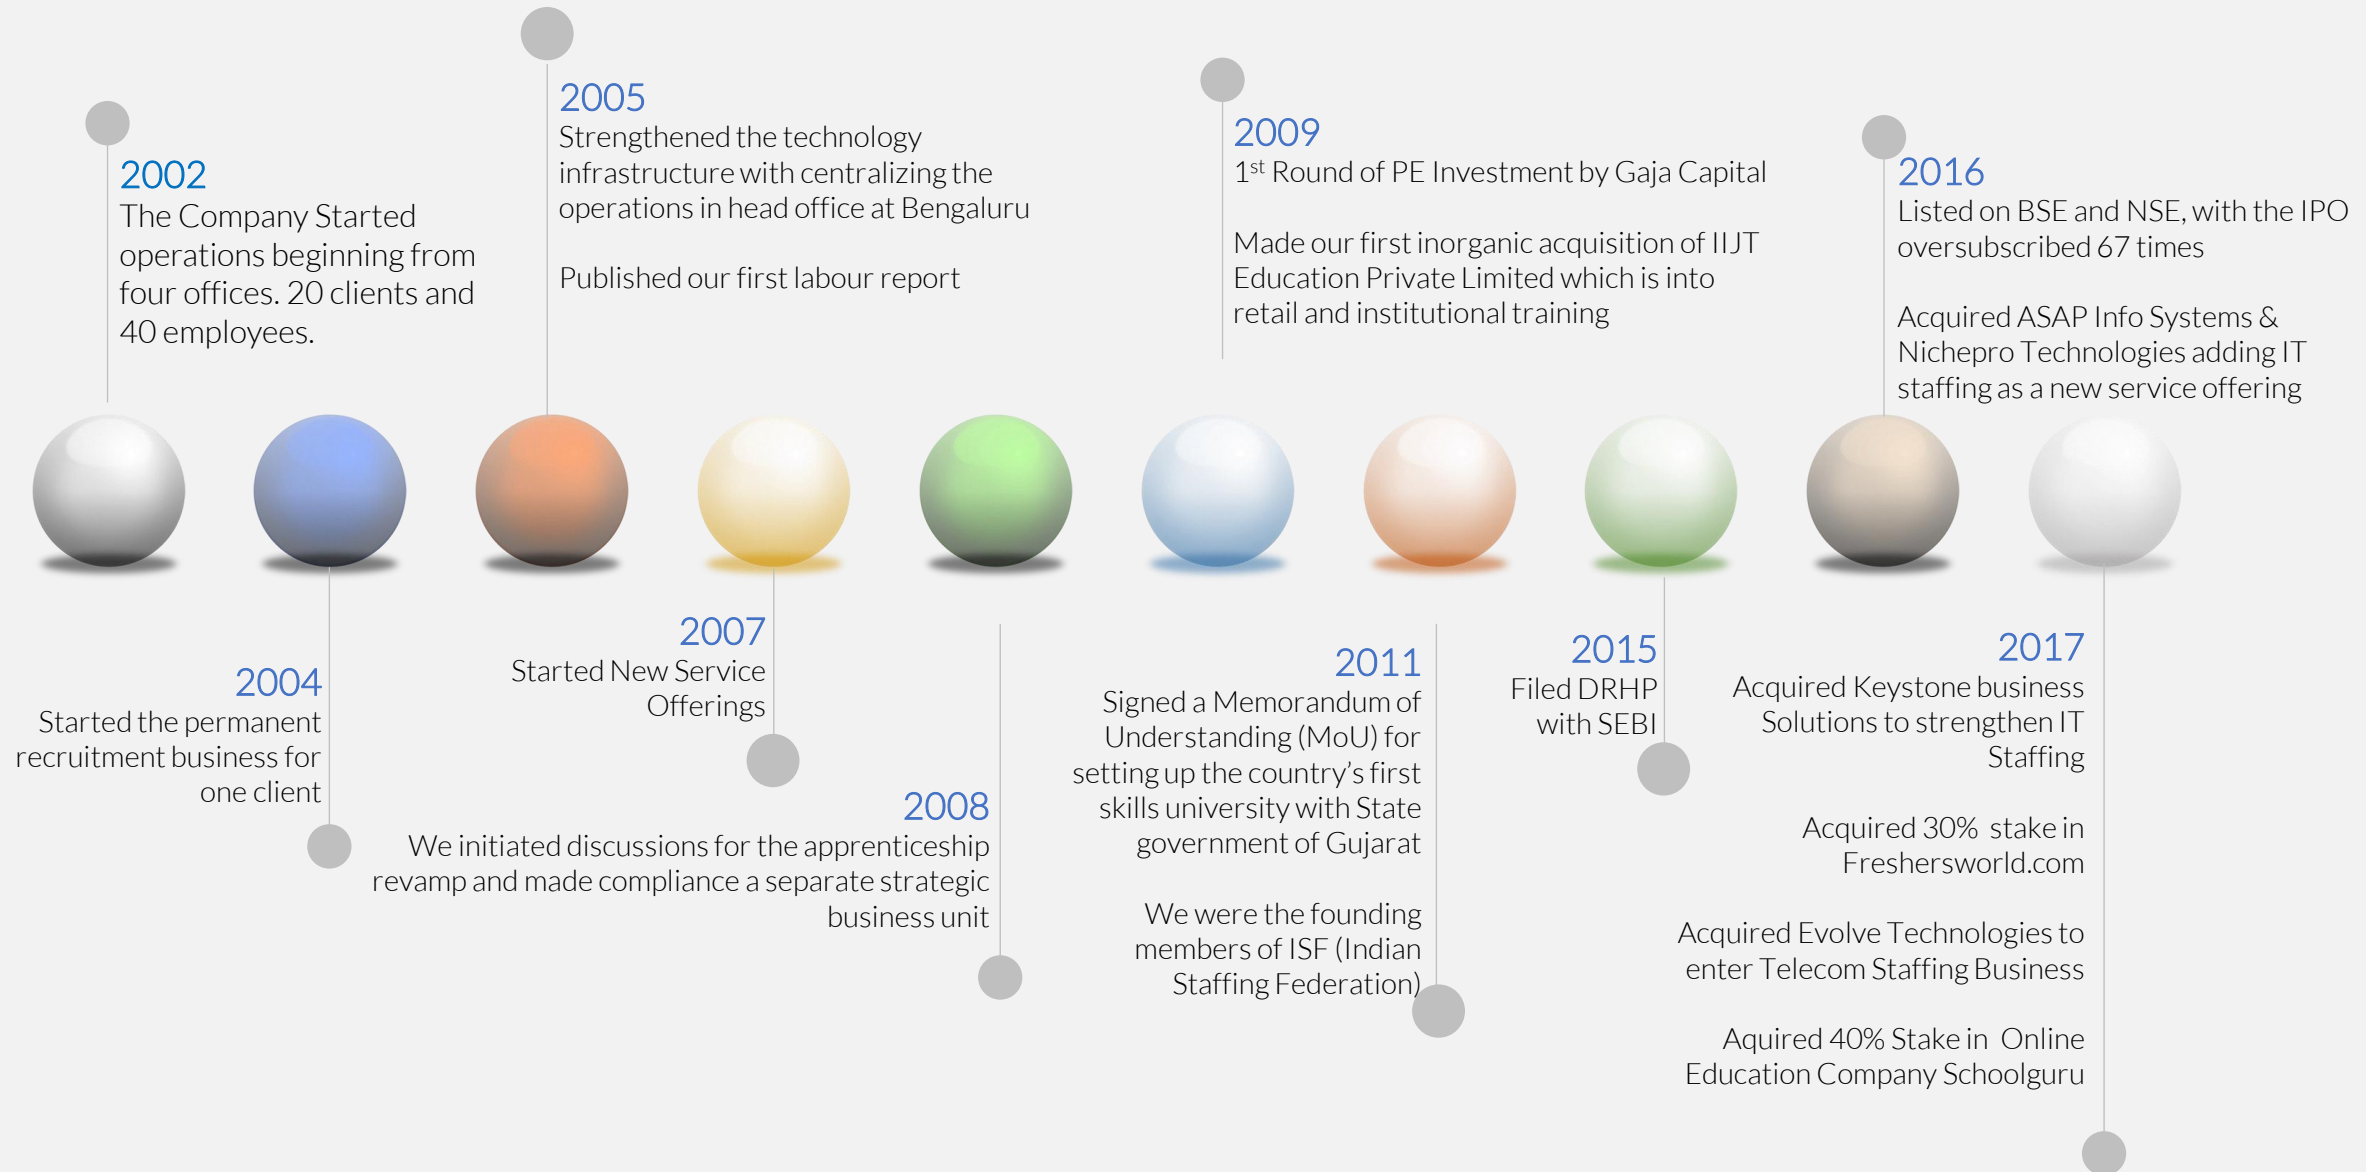 2002
The Company Started
operations beginning from
four offices. 20 clients and
40 employees.
2004
Started the permanent
recruitment business for
one client
2005
Strengthened the technology
infrastructure with centralizing the
operations in head office at Bengaluru
Published our first labour report
2007
Started New Service
Offerings
2008
We initiated discussions for the apprenticeship
revamp and made compliance a separate strategic
business unit
2009
1st Round of PE Investment by Gaja Capital
Made our first inorganic acquisition of IIJT
Education Private Limited which is into
retail and institutional training
2011
Signed a Memorandum of
Understanding (MoU) for
setting up the country’s first
skills university with State
government of Gujarat
We were the founding
members of ISF (Indian
Staffing Federation)
2015
Filed DRHP
with SEBI
2016
Listed on BSE and NSE, with the IPO
oversubscribed 67 times
Acquired ASAP Info Systems &
Nichepro Technologies adding IT
staffing as a new service offering
2017
Acquired Keystone business
Solutions to strengthen IT
Staffing
Acquired 30% stake in
Freshersworld.com
Acquired Evolve Technologies to
enter Telecom Staffing Business
Aquired 40% Stake in Online
Education Company Schoolguru